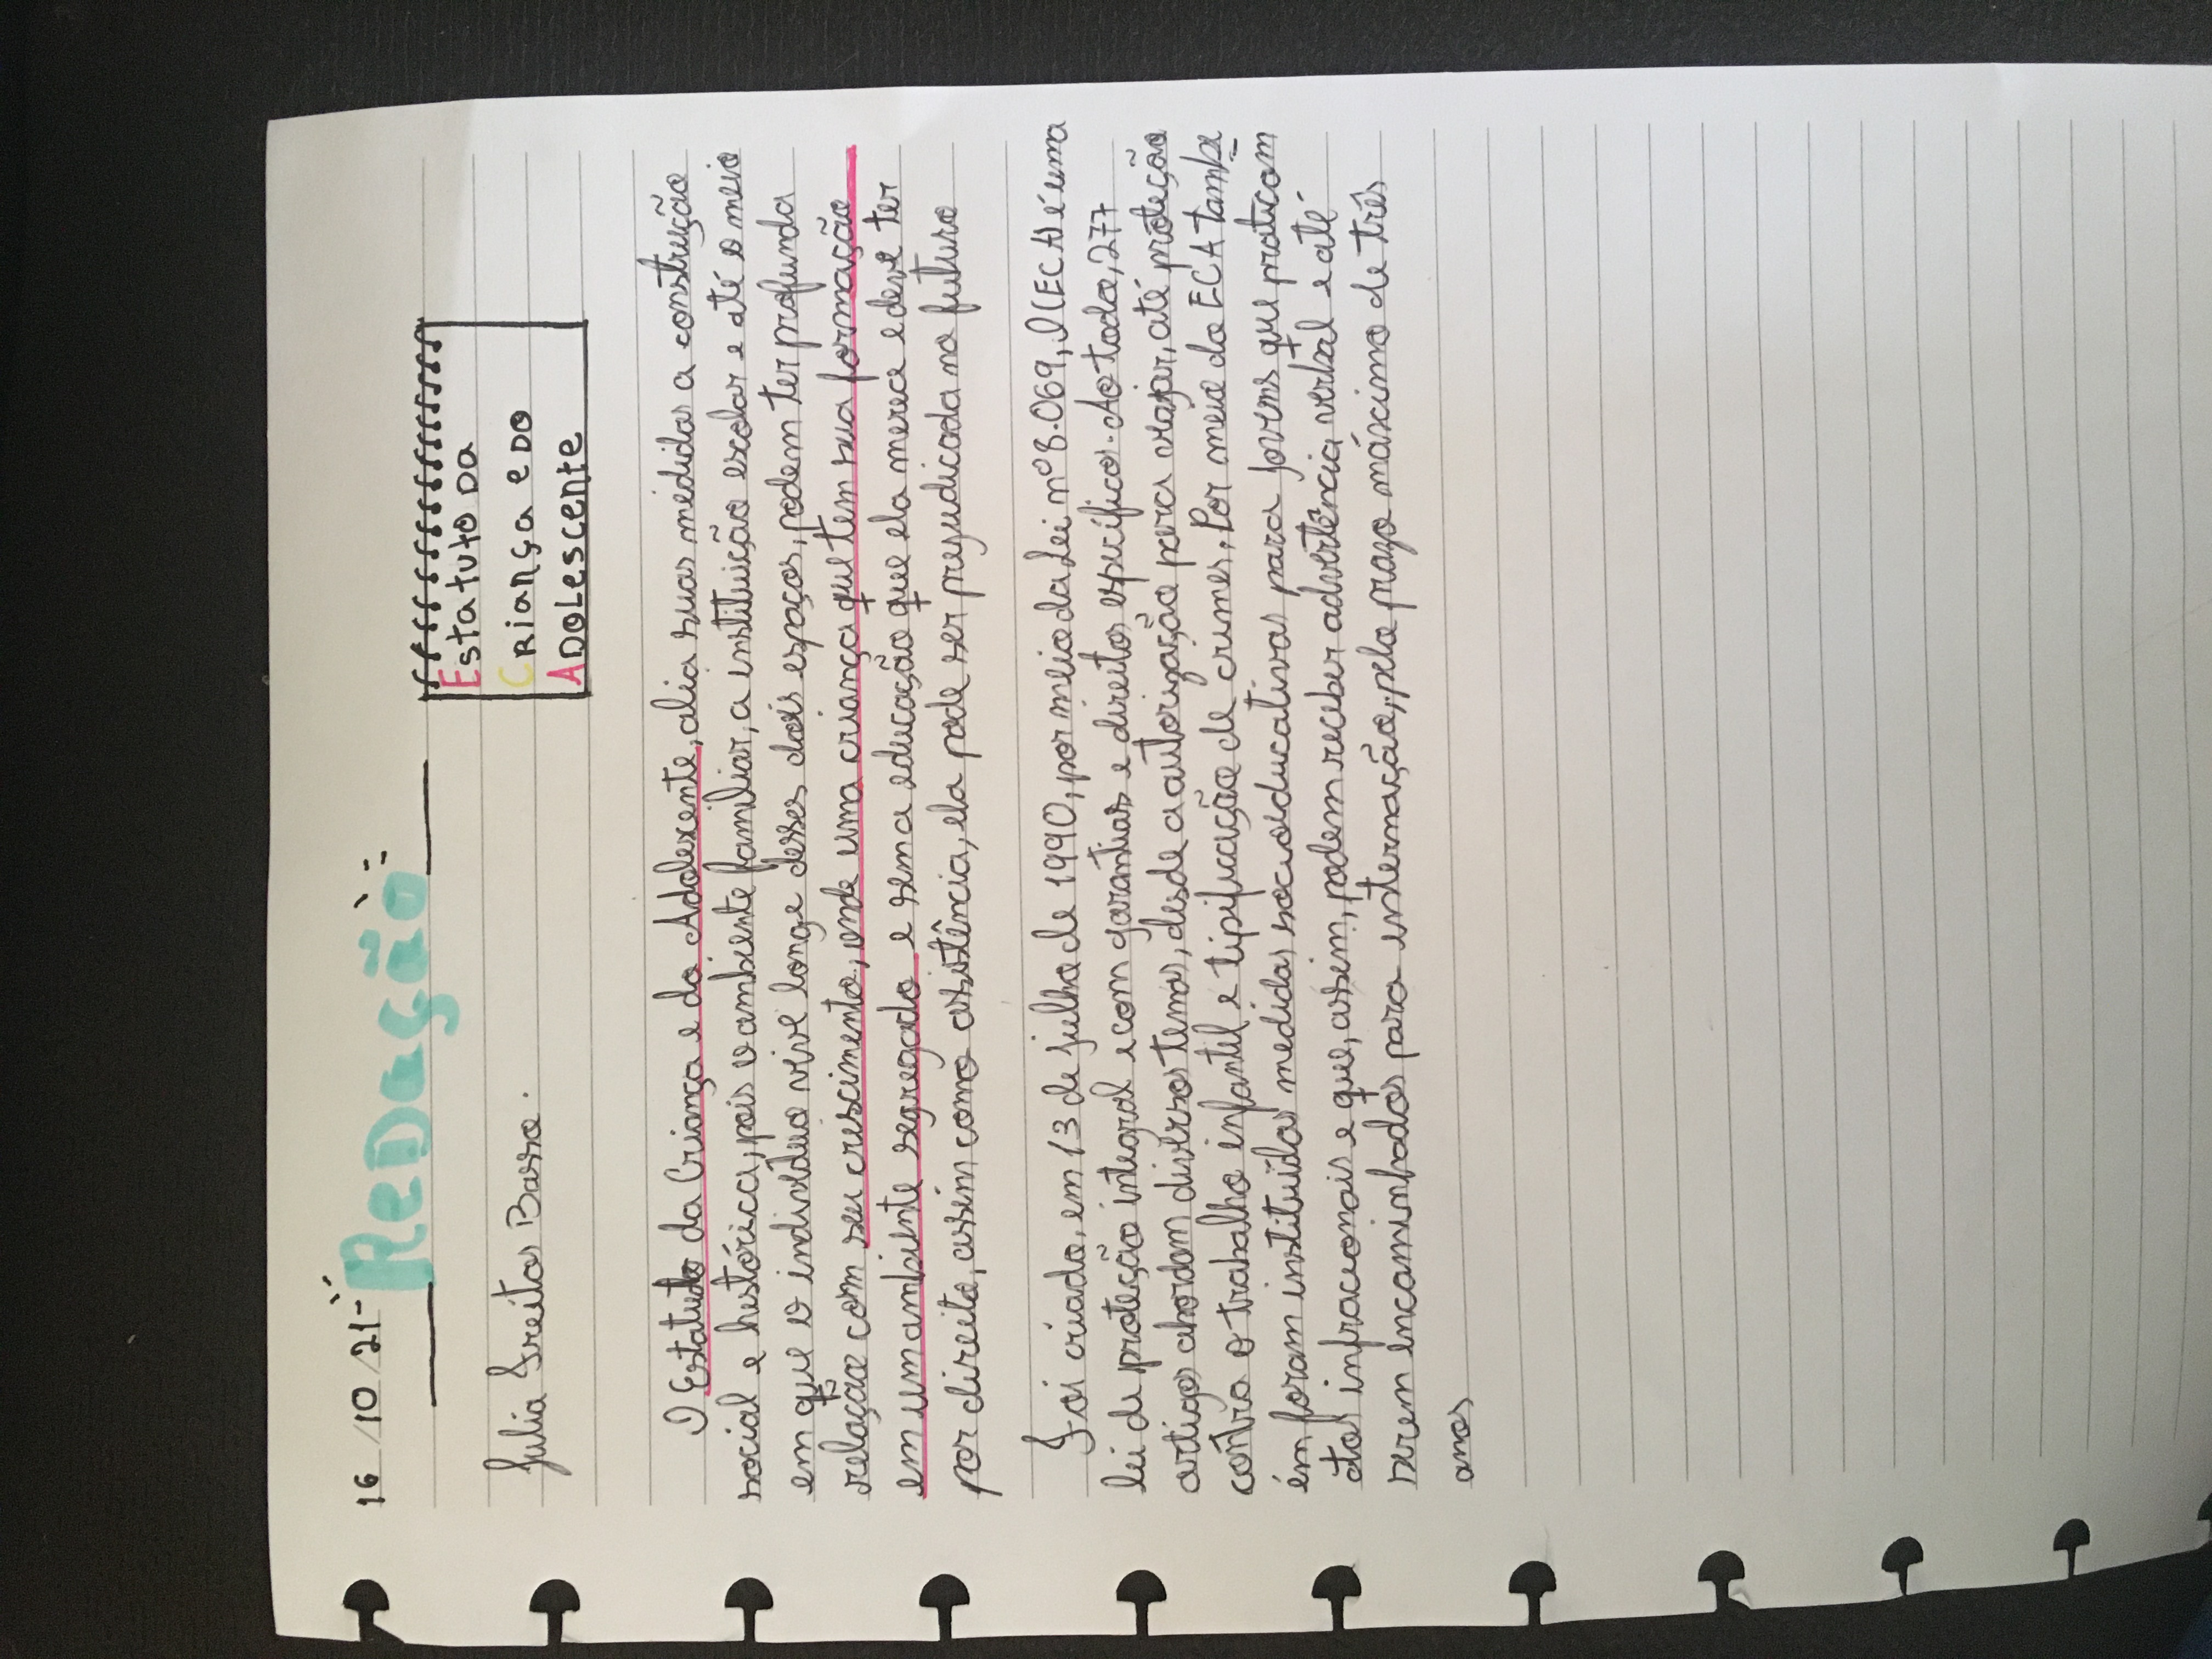 16/10/21
Redação
Estatuto da
Criança e do
Adolescente
Julia Freitas Basso.
O Estatuto da Criança e do Adolexente, alia suas medidas a construção
social e histórica, pois o ambiente familiar, a instituição escolar e até o meio
em que o indivíduo vive longe desses dois espaços, podem ter profunda
relação com seu crescimento, onde uma criança que tem sua formação
em um ambiente segregado e sem a educação que ela merece e deve ter
por direito, assim como assistência, ela pode ser prejudicada no futuro
Foi criado, em 13 de julho de 1990, por meio da Lei nº 8.069, O (ECA) é uma
lei de proteção integral e com garantias e direitos específicos. Ao todo, 277
artigos abordam diversos temas, desde a autorização para viajar, até proteção
contra o trabalho infantil e tipificação de crimes. Por meio do ECA tambe
ém foram instituídas medidas socioeducativas para jovens que praticam
atos infracionais e que, assim, podem receber advertência verbal e até
serem encaminhados para internação, pelo prazo máximo de três
anos